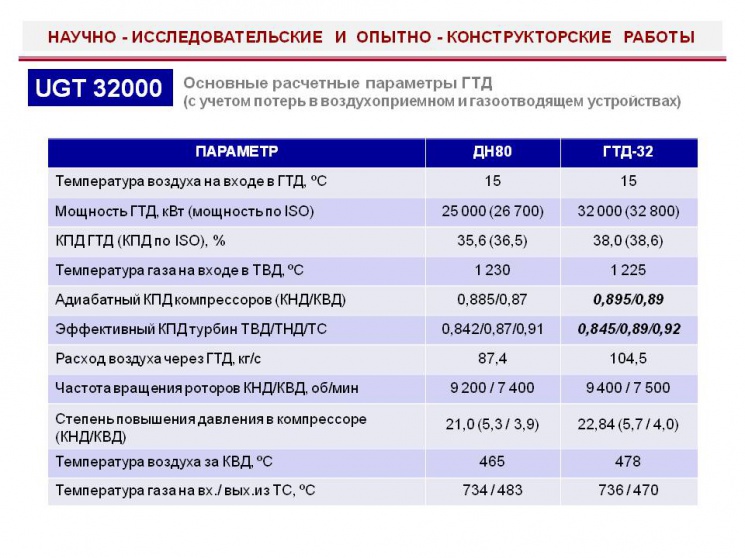 НАУЧНО - ИССЛЕДОВАТЕЛЬСКИЕ И ОПЫТНО - КОНСТРУКТОРСКИЕ РАБОТЫ
UGT 32000
Основные расчетные параметры ГТД
(с учетом потерь в воздухоприемном и газоотводящем устройствах)
ПАРАМЕТР ДН80 ГТД-32
Температура воздуха на входе в ГТД, ºС 15 15
Мощность ГТД, кВт (мощность по ISO) 25 000 (26 700) 32 000 (32 800)
КПД ГТД (КПД по ISO), % 35,6 (36,5) 38,0 (38,6)
Температура газа на входе в ТВД, ºС 1 230 1 225
Адиабатный КПД компрессоров (КНД/КВД) 0,885/0,87 0,895/0,89
Эффективный КПД турбин ТВД/ТНД/ТС 0,842/0,87/0,91 0,845/0,89/0,92
Расход воздуха через ГТД, кг/с 87,4 104,5
Частота вращения роторов КНД/КВД, об/мин 9 200 / 7 400 9 400 / 7 500
Степень повышения давления в компрессоре
(КНД/КВД) 21,0 (5,3 / 3,9) 22,84 (5,7 / 4,0)
Температура воздуха за КВД, ºС 465 478
Температура газа на вх./ вых.из ТС, ºС 734 / 483 736 / 470